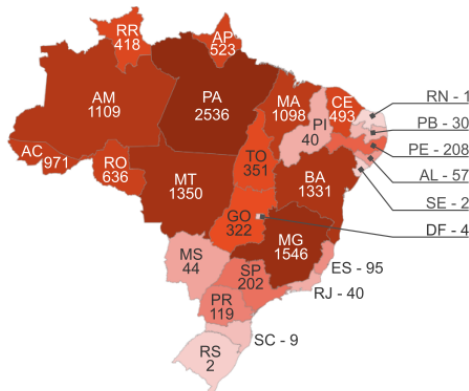 RR
418
AP
523
AM
1109
PA
2536
MA
1098
CE
493
RN - 1
PI
40
PB - 30
PE - 208
AC
971
RO
636
TO
351
AL - 57
MT
1350
BA
1331
SE - 2
GO
322
DF - 4
MG
1546
MS
44
ES - 95
SP
202
RJ - 40
PR
119
SC - 9
RS
2